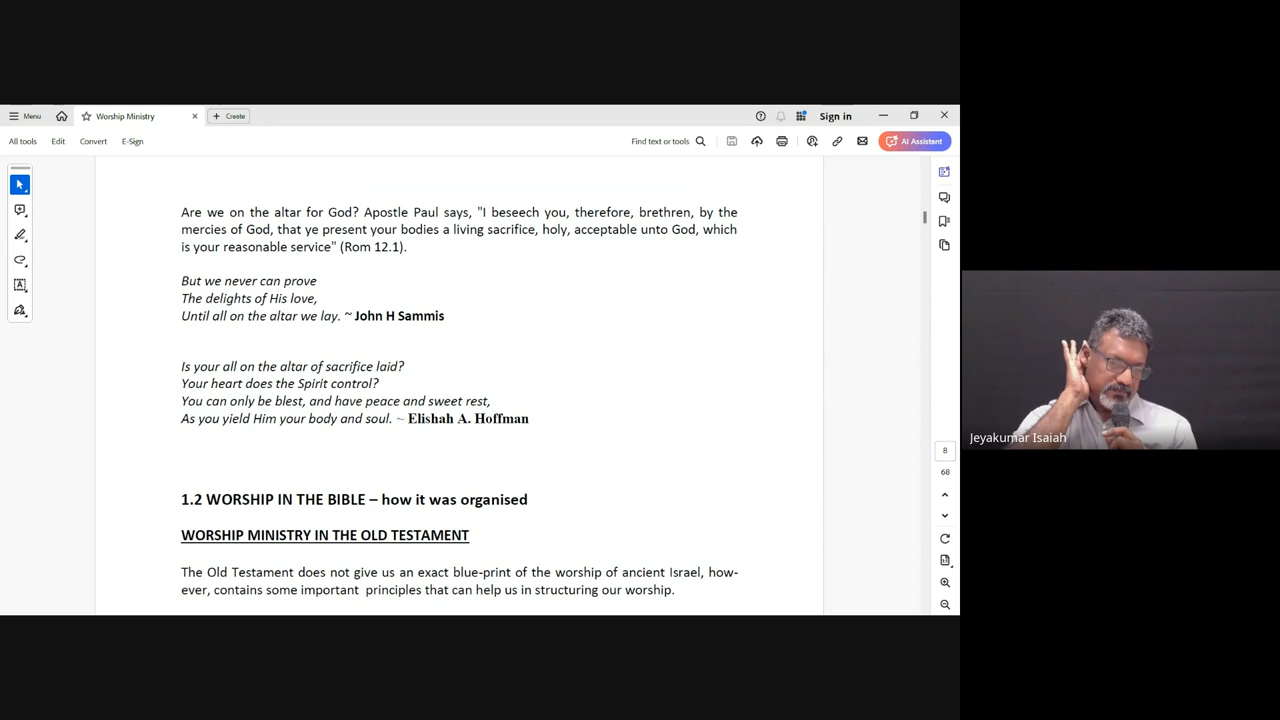 Menu
Worship Ministry
Create
Sign in
All tools
Edit
Convert
E-Sign
Find text or tools
AI Assistant
Are we on the altar for God? Apostle Paul says, "I beseech you, therefore, brethren, by the
mercies of God, that ye present your bodies a living sacrifice, holy, acceptable unto God, which
is your reasonable service" (Rom 12.1).
But we never can prove
The delights of His love,
Until all on the altar we lay. ~ John H Sammis
Is your all on the altar of sacrifice laid?
Your heart does the Spirit control?
You can only be blest, and have peace and sweet rest,
As you yield Him your body and soul. ~ Elishah A. Hoffman
1.2 WORSHIP IN THE BIBLE – how it was organised
WORSHIP MINISTRY IN THE OLD TESTAMENT
The Old Testament does not give us an exact blue-print of the worship of ancient Israel, how-
ever, contains some important principles that can help us in structuring our worship.
8
68
Jeyakumar Isaiah